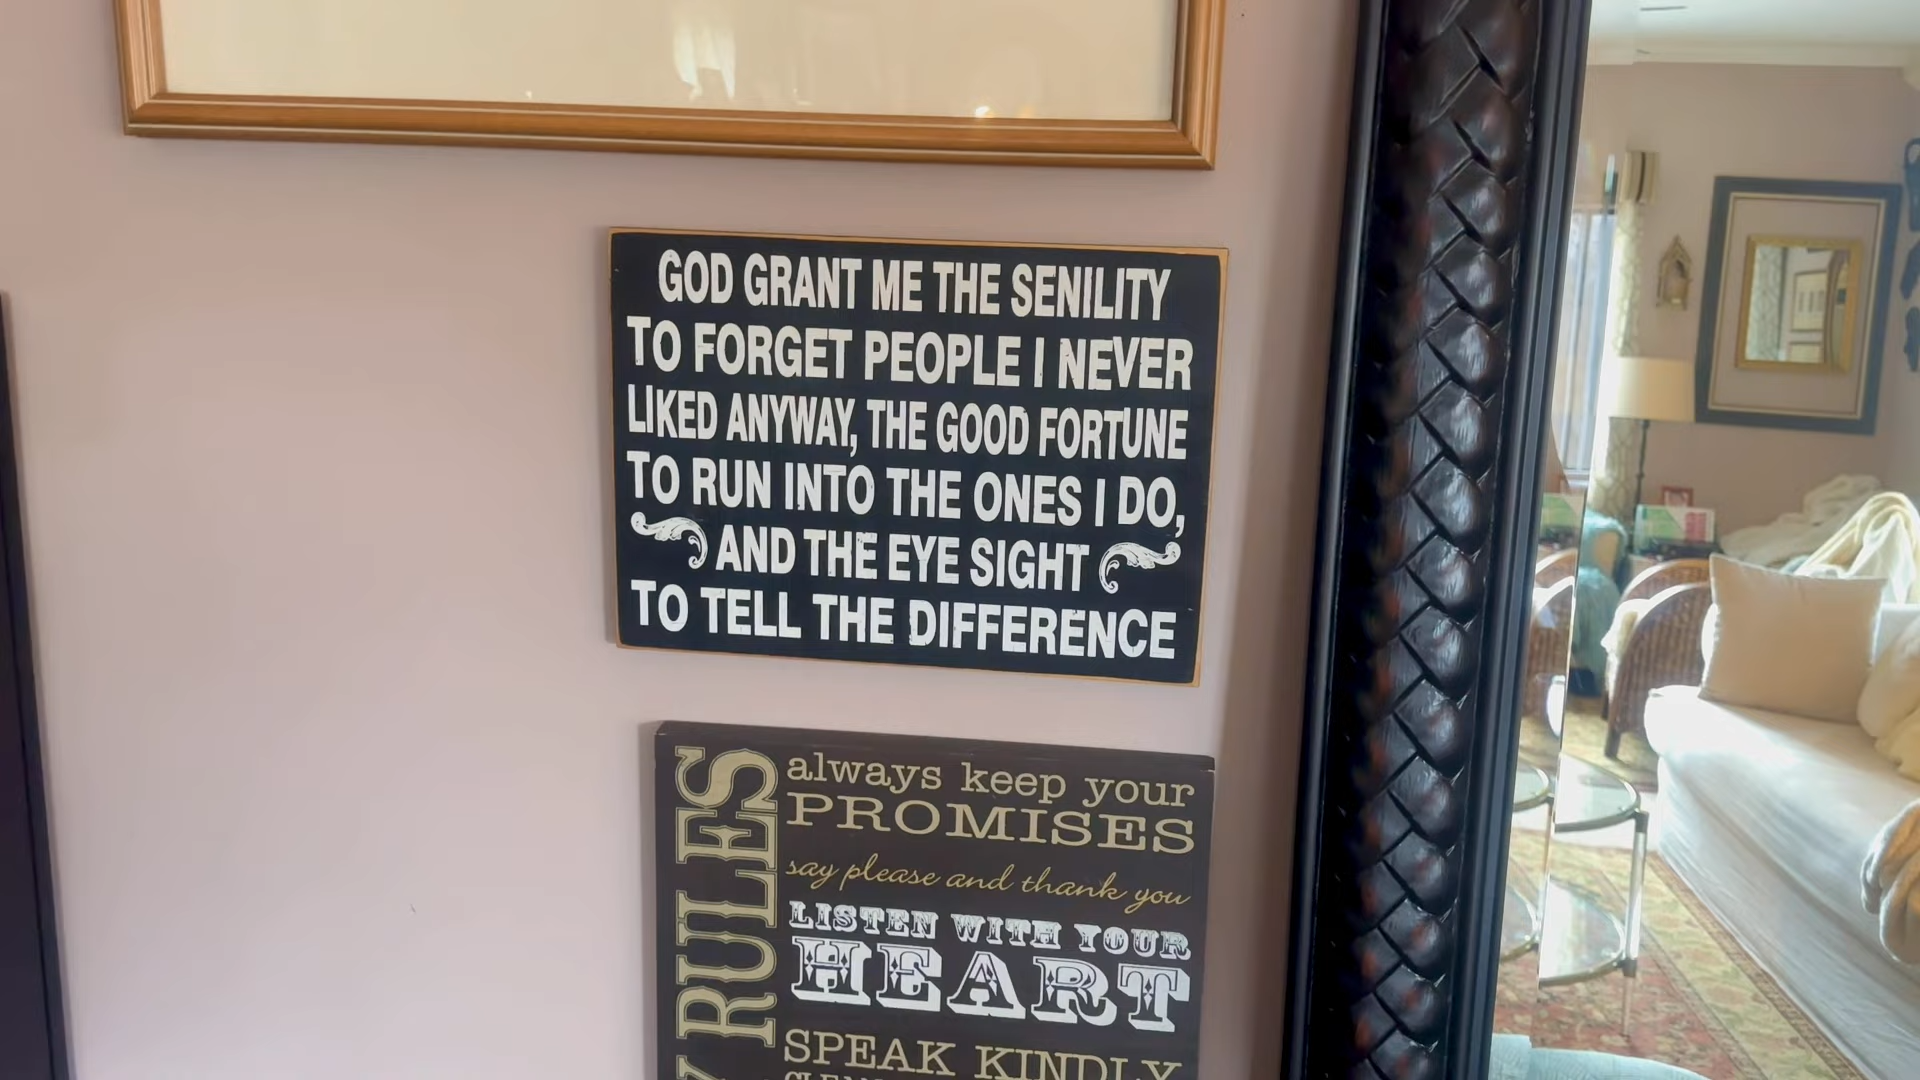 GOD GRANT ME THE SENILITY
TO FORGET PEOPLE I NEVER
LIKED ANYWAY, THE GOOD FORTUNE
TO RUN INTO THE ONES I DO,
AND THE EYE SIGHT
TO TELL THE DIFFERENCE
RULES
always keep your
PROMISES
say please and thank you
LISTEN WITH YOUR
HEART
SPEAK KINDLY